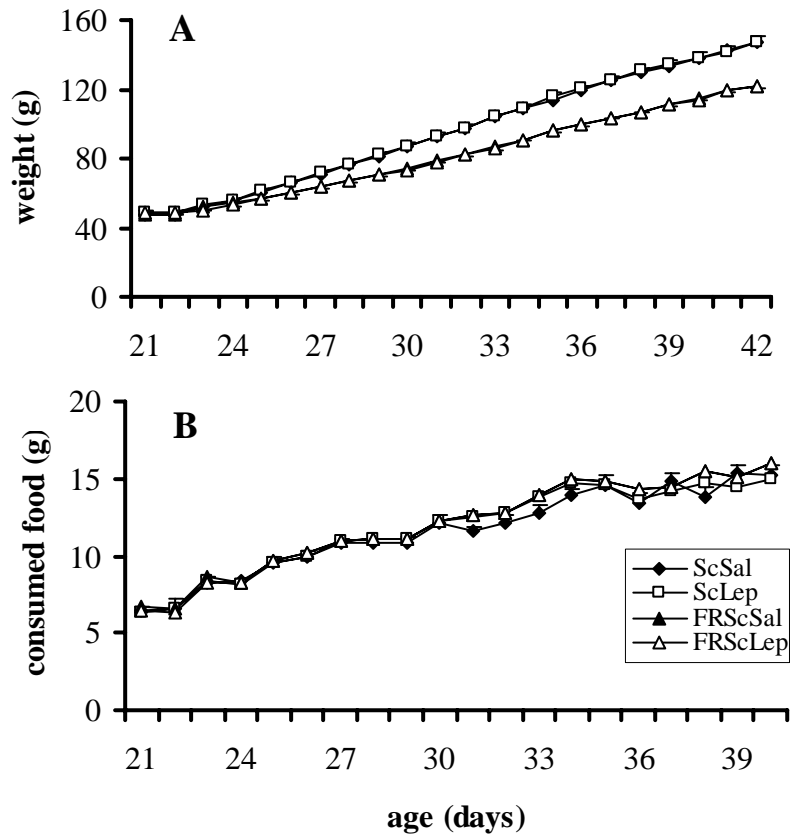 A
weight (g)
160
120
80
40
0
21 24 27 30 33 36 39 42
B
consumed food (g)
20
15
10
5
0
ScSal
ScLep
FRScSal
FRScLep
21 24 27 30 33 36 39
age (days)